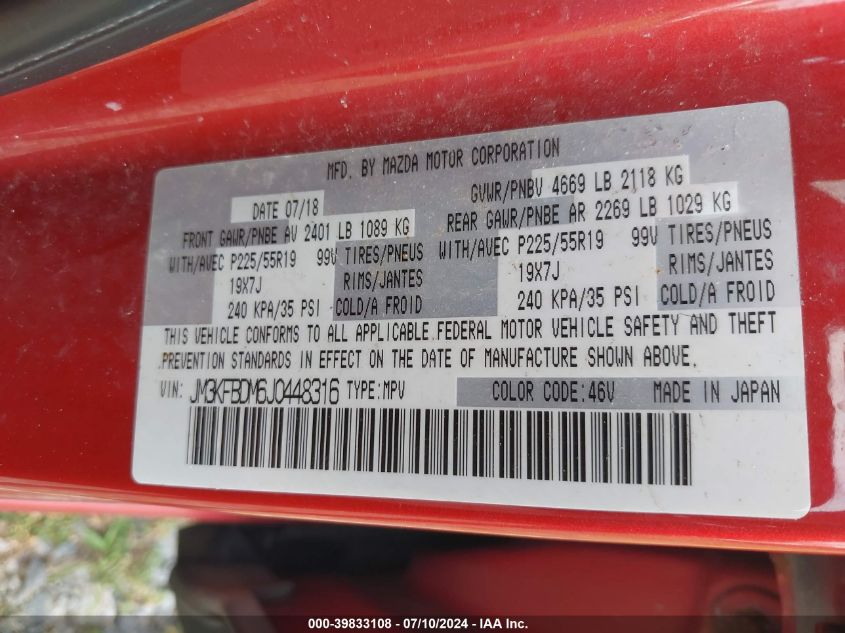 MFD. BY MAZDA MOTOR CORPORATION
DATE 07/18 GVWR/PNBV 4669 LB 2118 KG
FRONT GAWR/PNBE AV 2401 LB 1089 KG REAR GAWR/PNBE AR 2269 LB 1029 KG
WITH/AVEC P225/55R19 99V TIRES/PNEUS WITH/AVEC P225/55R19 99V TIRES/PNEUS
19X7J RIMS/JANTES 19X7J RIMS/JANTES
240 KPA/35 PSI COLD/A FROID 240 KPA/35 PSI COLD/A FROID
THIS VEHICLE CONFORMS TO ALL APPLICABLE FEDERAL MOTOR VEHICLE SAFETY AND THEFT
PREVENTION STANDARDS IN EFFECT ON THE DATE OF MANUFACTURE SHOWN ABOVE.
VIN: JM3KFBDM6J0448316 TYPE:MPV COLOR CODE:46V MADE IN JAPAN
000-39833108 - 07/10/2024 - IAA Inc.